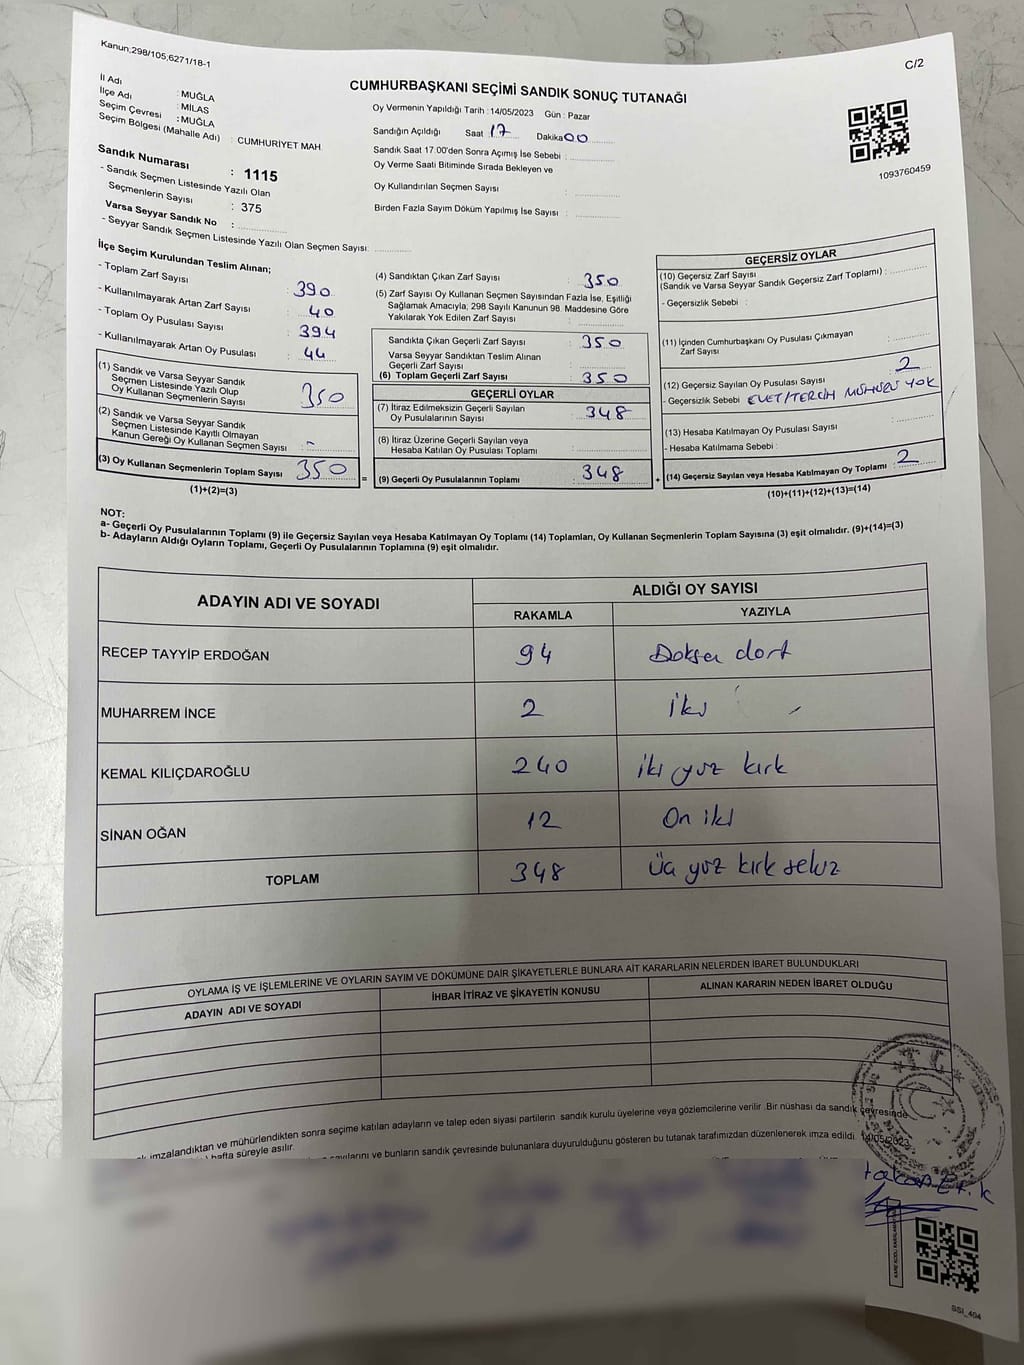 Kanun,298/105,6271/18-1
C/2
CUMHURBAŞKANI SEÇİMİ SANDIK SONUÇ TUTANAĞI
İl Adı : MUĞLA
İlçe Adı : MİLAS
Seçim Çevresi : MUĞLA
Seçim Bölgesi (Mahalle Adı) : CUMHURİYET MAH
Sandık Numarası : 1115
- Sandık Seçmen Listesinde Yazılı Olan
Seçmenlerin Sayısı : 375
Varsa Seyyar Sandık No :
- Seyyar Sandık Seçmen Listesinde Yazılı Olan Seçmen Sayısı:
Oy Vermenin Yapıldığı Tarih :14/05/2023 Gün : Pazar
Sandığın Açıldığı Saat 17 Dakika 00
Sandık Saat 17.00'den Sonra Açımış İse Sebebi :
Oy Verme Saati Bitiminde Sırada Bekleyen ve
Oy Kullandırılan Seçmen Sayısı :
Birden Fazla Sayım Döküm Yapılmış İse Sayısı :
1093760459
İlçe Seçim Kurulundan Teslim Alınan;
- Toplam Zarf Sayısı : 390
- Kullanılmayarak Artan Zarf Sayısı : 40
- Toplam Oy Pusulası Sayısı : 394
- Kullanılmayarak Artan Oy Pusulası : 44
(1) Sandık ve Varsa Seyyar Sandık
Seçmen Listesinde Yazılı Olup
Oy Kullanan Seçmenlerin Sayısı : 350
(2) Sandık ve Varsa Seyyar Sandık
Seçmen Listesinde Kayıtlı Olmayan
Kanun Gereği Oy Kullanan Seçmen Sayısı : -
(3) Oy Kullanan Seçmenlerin Toplam Sayısı 350
(1)+(2)=(3)
(4) Sandıktan Çıkan Zarf Sayısı : 350
(5) Zarf Sayısı Oy Kullanan Seçmen Sayısından Fazla İse, Eşitliği
Sağlamak Amacıyla, 298 Sayılı Kanunun 98. Maddesine Göre
Yakılarak Yok Edilen Zarf Sayısı :
Sandıkta Çıkan Geçerli Zarf Sayısı : 350
Varsa Seyyar Sandıktan Teslim Alınan
Geçerli Zarf Sayısı :
(6) Toplam Geçerli Zarf Sayısı : 350
GEÇERLİ OYLAR
(7) İtiraz Edilmeksizin Geçerli Sayılan
Oy Pusulalarının Sayısı : 348
(8) İtiraz Üzerine Geçerli Sayılan veya
Hesaba Katılan Oy Pusulası Toplamı :
= (9) Geçerli Oy Pusulalarının Toplamı : 348
GEÇERSİZ OYLAR
(10) Geçersiz Zarf Sayısı
(Sandık ve Varsa Seyyar Sandık Geçersiz Zarf Toplamı) :
- Geçersizlik Sebebi :
(11) İçinden Cumhurbaşkanı Oy Pusulası Çıkmayan
Zarf Sayısı :
(12) Geçersiz Sayılan Oy Pusulası Sayısı : 2
- Geçersizlik Sebebi EVET/TERCİH MÜHÜRÜ YOK
(13) Hesaba Katılmayan Oy Pusulası Sayısı :
- Hesaba Katılmama Sebebi :
+ (14) Geçersiz Sayılan veya Hesaba Katılmayan Oy Toplamı : 2
(10)+(11)+(12)+(13)=(14)
NOT:
a- Geçerli Oy Pusulalarının Toplamı (9) ile Geçersiz Sayılan veya Hesaba Katılmayan Oy Toplamı (14) Toplamları, Oy Kullanan Seçmenlerin Toplam Sayısına (3) eşit olmalıdır. (9)+(14)=(3)
b- Adayların Aldığı Oyların Toplamı, Geçerli Oy Pusulalarının Toplamına (9) eşit olmalıdır.
ADAYIN ADI VE SOYADI
ALDIĞI OY SAYISI
RAKAMLA YAZIYLA
RECEP TAYYİP ERDOĞAN 94 Doksa dort
MUHARREM İNCE 2 iki
KEMAL KILIÇDAROĞLU 240 iki yüz kırk
SİNAN OĞAN 12 On iki
TOPLAM 348 Üç yüz kırk sekiz
OYLAMA İŞ VE İŞLEMLERİNE VE OYLARIN SAYIM VE DÖKÜMÜNE DAİR ŞİKAYETLERLE BUNLARA AİT KARARLARIN NELERDEN İBARET BULUNDUKLARI
ADAYIN ADI VE SOYADI
İHBAR İTİRAZ VE ŞİKAYETİN KONUSU
ALINAN KARARIN NEDEN İBARET OLDUĞU
imzalandıktan ve mühürlendikten sonra seçime katılan adayların ve talep eden siyasi partilerin sandık kurulu üyelerine veya gözlemcilerine verilir .Bir nüshası da sandık çevresinde
hafta süreyle asılır.
sayılarını ve bunların sandık çevresinde bulunanlara duyurulduğunu gösteren bu tutanak tarafımızdan düzenlenerek imza edildi. 14/05/2023
BSI_404